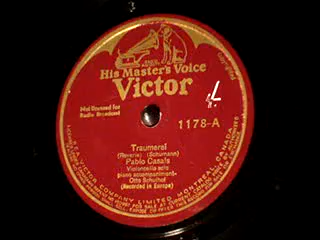 His Master's Voice
Victor
Not Licensed for
Radio Broadcast
1178-A
Traumerei
(Reverie) (Schumann)
Pablo Casals
Violoncello solo
piano accompaniment-
Otto Schulhof
(Recorded in Europe)
VICTOR COMPANY LIMITED MONTREAL, CANADA